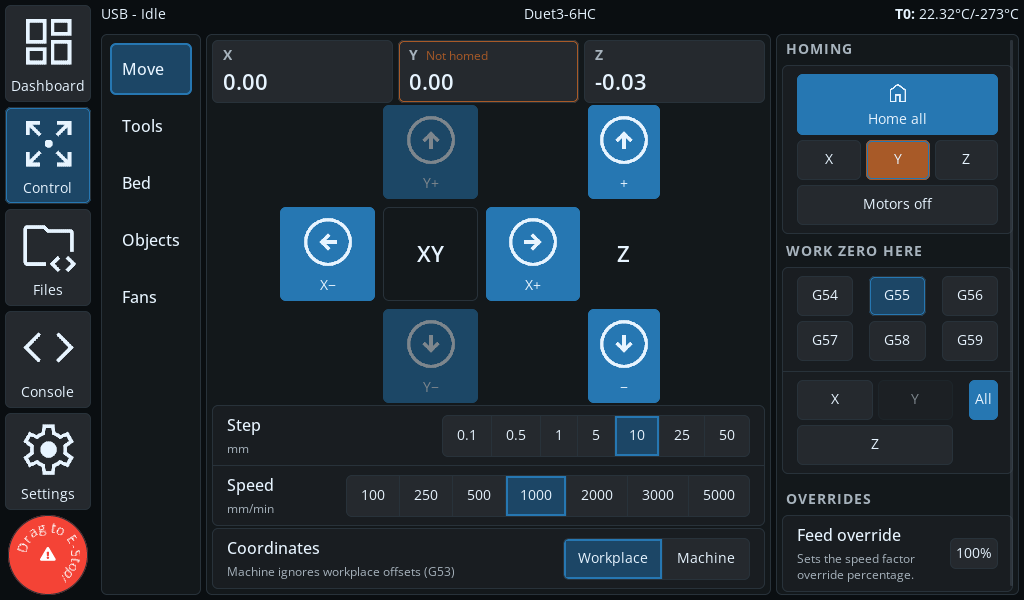 USB - Idle
Duet3-6HC
T0: 22.32°C/-273°C
Dashboard
Control
Files
Console
Settings
Drag to E-Stop!
Move
Tools
Bed
Objects
Fans
X
0.00
Y Not homed
0.00
Z
-0.03
Y+
+
X−
XY
X+
Z
Y−
−
Step
mm
0.1 0.5 1 5 10 25 50
Speed
mm/min
100 250 500 1000 2000 3000 5000
Coordinates
Machine ignores workplace offsets (G53)
Workplace Machine
HOMING
Home all
X Y Z
Motors off
WORK ZERO HERE
G54 G55 G56
G57 G58 G59
X Y All
Z
OVERRIDES
Feed override
Sets the speed factor
override percentage.
100%